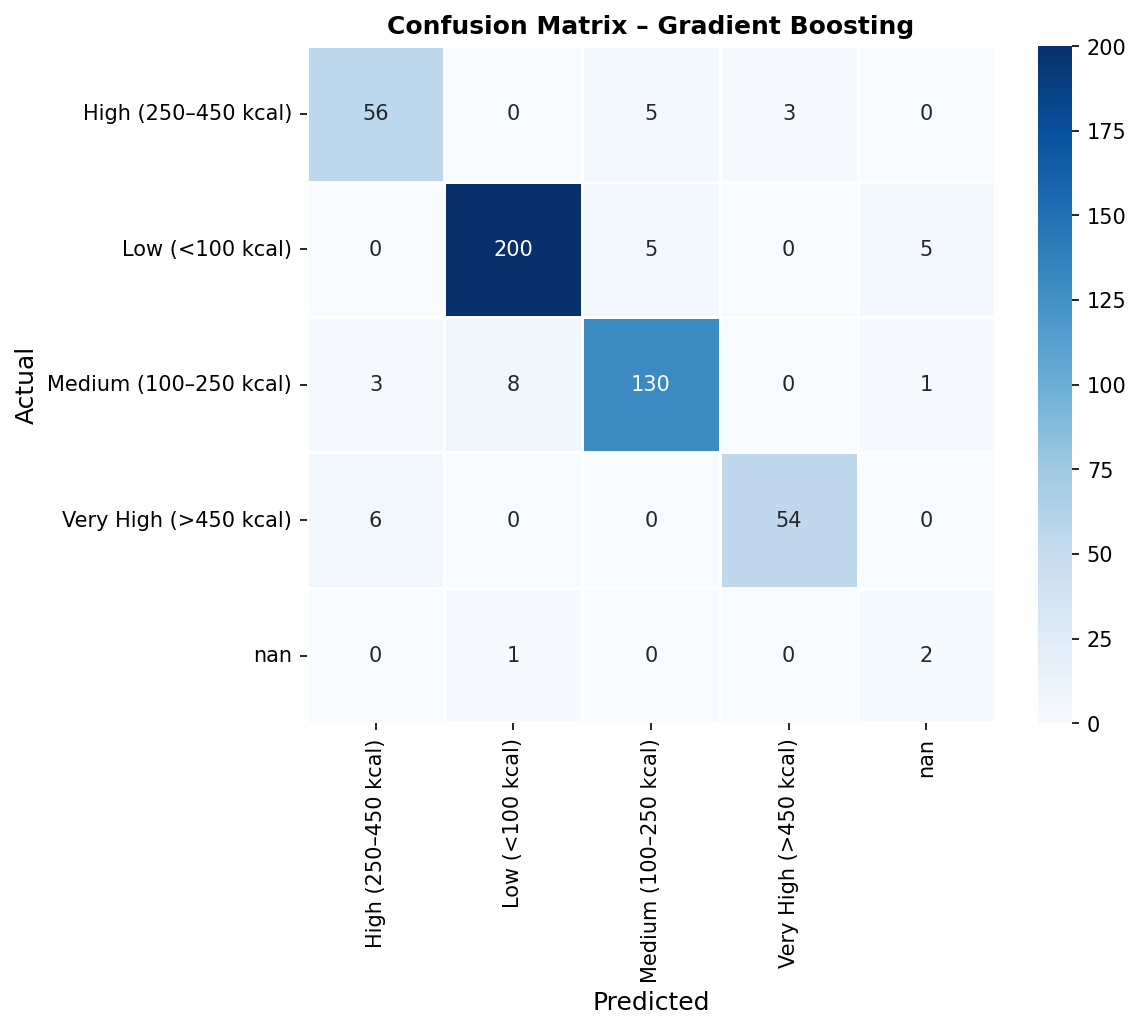 Confusion Matrix – Gradient Boosting
Actual
High (250–450 kcal) 56 0 5 3 0
Low (<100 kcal) 0 200 5 0 5
Medium (100–250 kcal) 3 8 130 0 1
Very High (>450 kcal) 6 0 0 54 0
nan 0 1 0 0 2
High (250–450 kcal)
Low (<100 kcal)
Medium (100–250 kcal)
Very High (>450 kcal)
nan
Predicted
200
175
150
125
100
75
50
25
0